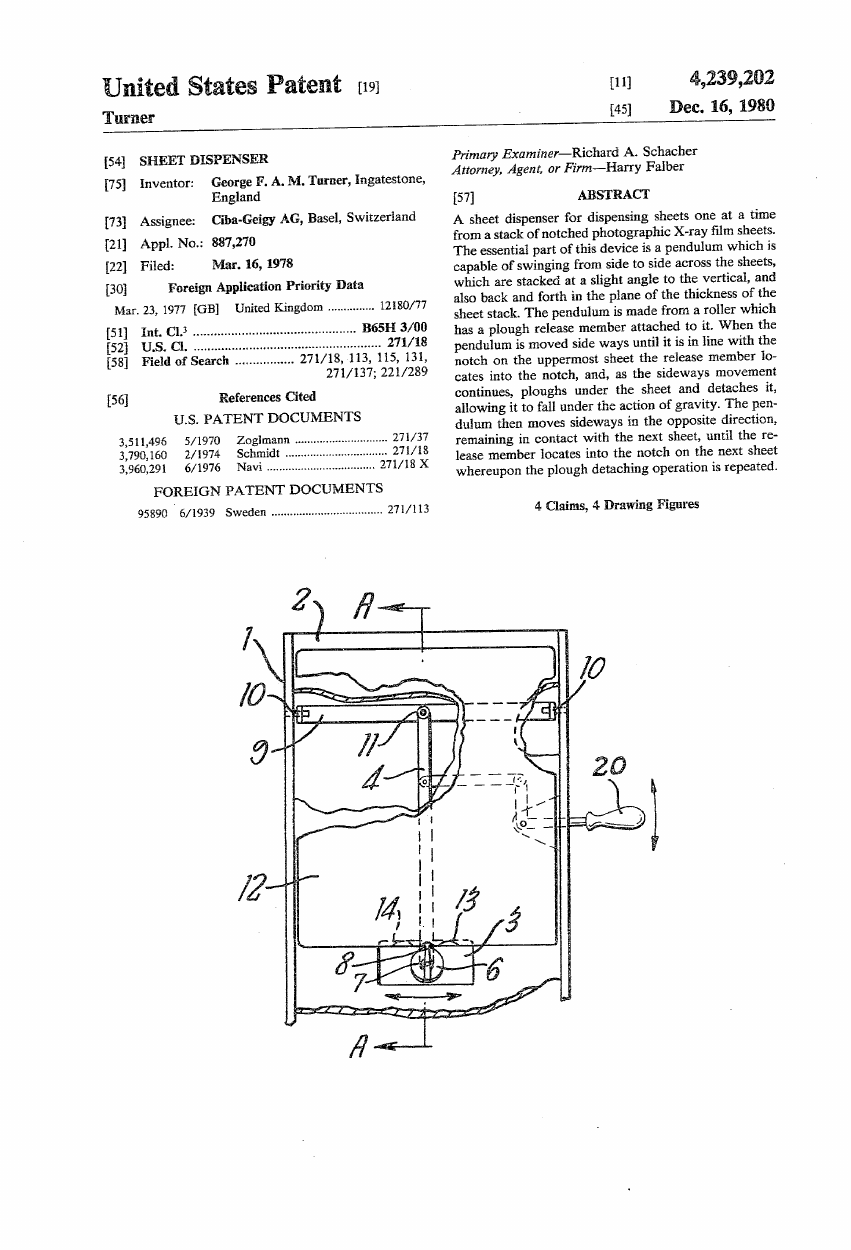 United States Patent [19]
[11] 4,239,202
Turner
[45] Dec. 16, 1980
[54] SHEET DISPENSER
[75] Inventor: George F. A. M. Turner, Ingatestone,
England
[73] Assignee: Ciba-Geigy AG, Basel, Switzerland
[21] Appl. No.: 887,270
[22] Filed: Mar. 16, 1978
[30] Foreign Application Priority Data
Mar. 23, 1977 [GB] United Kingdom ............... 12180/77
[51] Int. Cl.³ .............................................. B65H 3/00
[52] U.S. Cl. ...................................................... 271/18
[58] Field of Search ................. 271/18, 113, 115, 131,
271/137; 221/289
[56] References Cited
U.S. PATENT DOCUMENTS
3,511,496 5/1970 Zoglmann .............................. 271/37
3,790,160 2/1974 Schmidt ................................. 271/18
3,960,291 6/1976 Navi ................................... 271/18 X
FOREIGN PATENT DOCUMENTS
95890 6/1939 Sweden .................................... 271/113
Primary Examiner—Richard A. Schacher
Attorney, Agent, or Firm—Harry Falber
[57] ABSTRACT
A sheet dispenser for dispensing sheets one at a time
from a stack of notched photographic X-ray film sheets.
The essential part of this device is a pendulum which is
capable of swinging from side to side across the sheets,
which are stacked at a slight angle to the vertical, and
also back and forth in the plane of the thickness of the
sheet stack. The pendulum is made from a roller which
has a plough release member attached to it. When the
pendulum is moved side ways until it is in line with the
notch on the uppermost sheet the release member lo-
cates into the notch, and, as the sideways movement
continues, ploughs under the sheet and detaches it,
allowing it to fall under the action of gravity. The pen-
dulum then moves sideways in the opposite direction,
remaining in contact with the next sheet, until the re-
lease member locates into the notch on the next sheet
whereupon the plough detaching operation is repeated.
4 Claims, 4 Drawing Figures
2
A
1
10
10
9
11
4
20
12
14
13
3
8
7
6
A